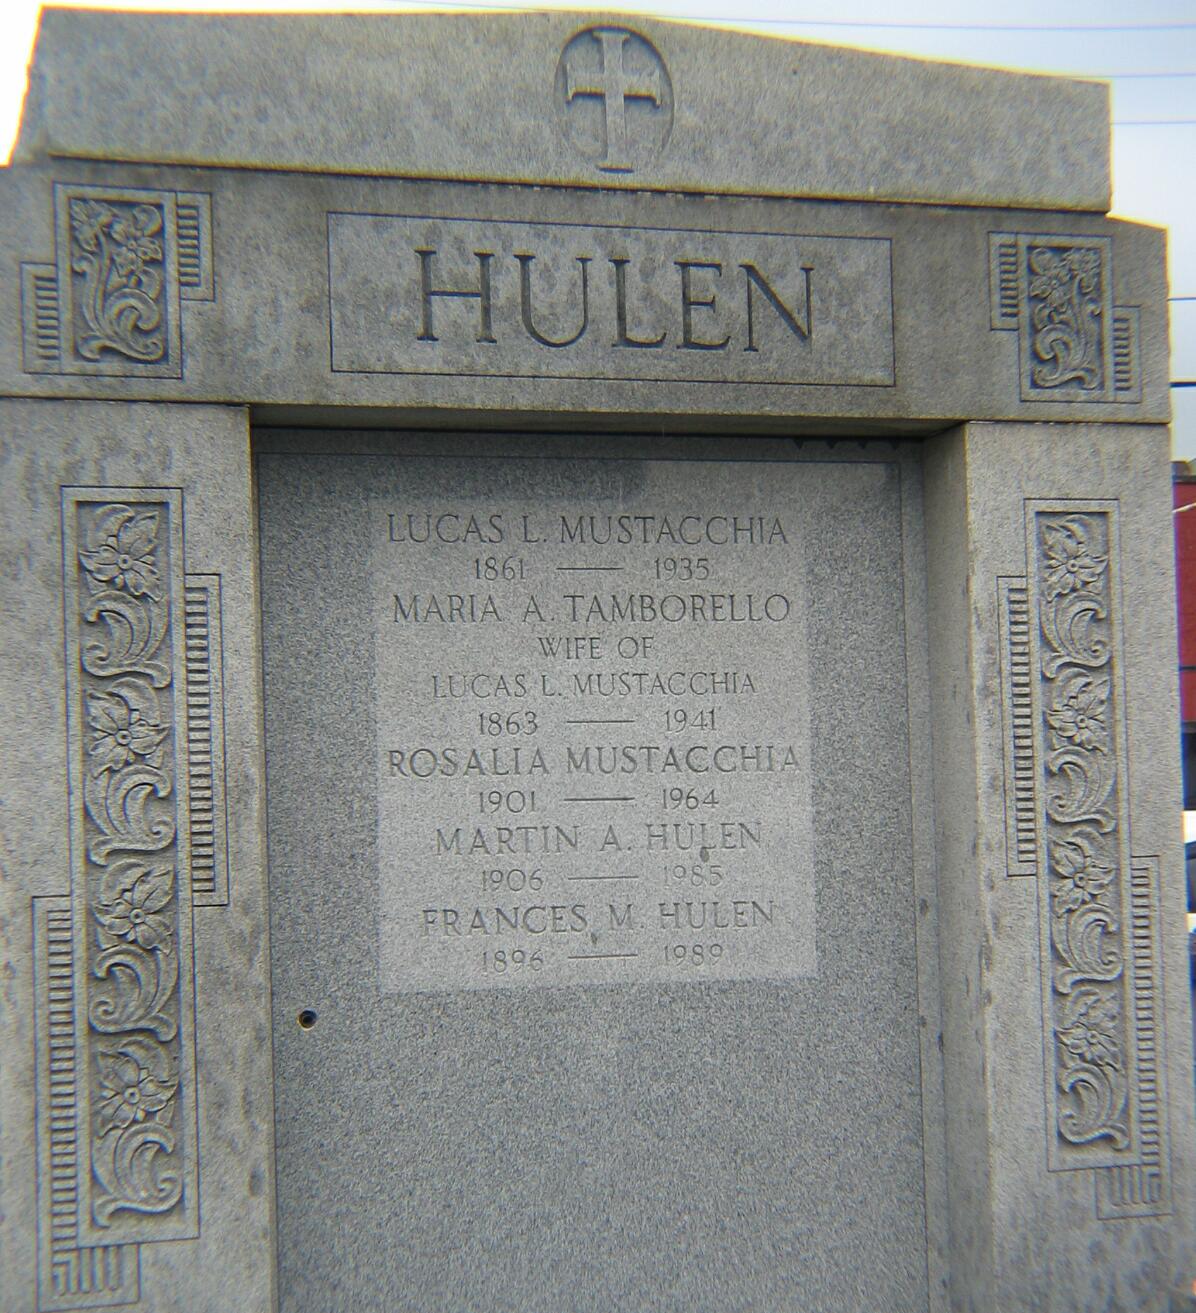 HULEN
LUCAS L. MUSTACCHIA
1861 — 1935
MARIA A. TAMBORELLO
WIFE OF
LUCAS L. MUSTACCHIA
1863 — 1941
ROSALIA MUSTACCHIA
1901 — 1964
MARTIN A. HULEN
1906 — 1985
FRANCES M. HULEN
1896 — 1989